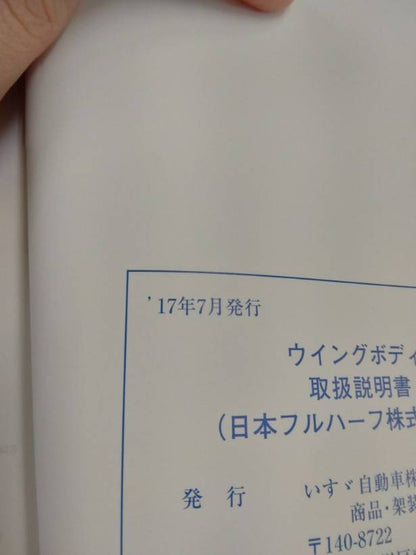 '17年7月発行
ウイングボディ
取扱説明書
(日本フルハーフ株式
発 行
いすゞ自動車株
商品・架装
〒140-8722